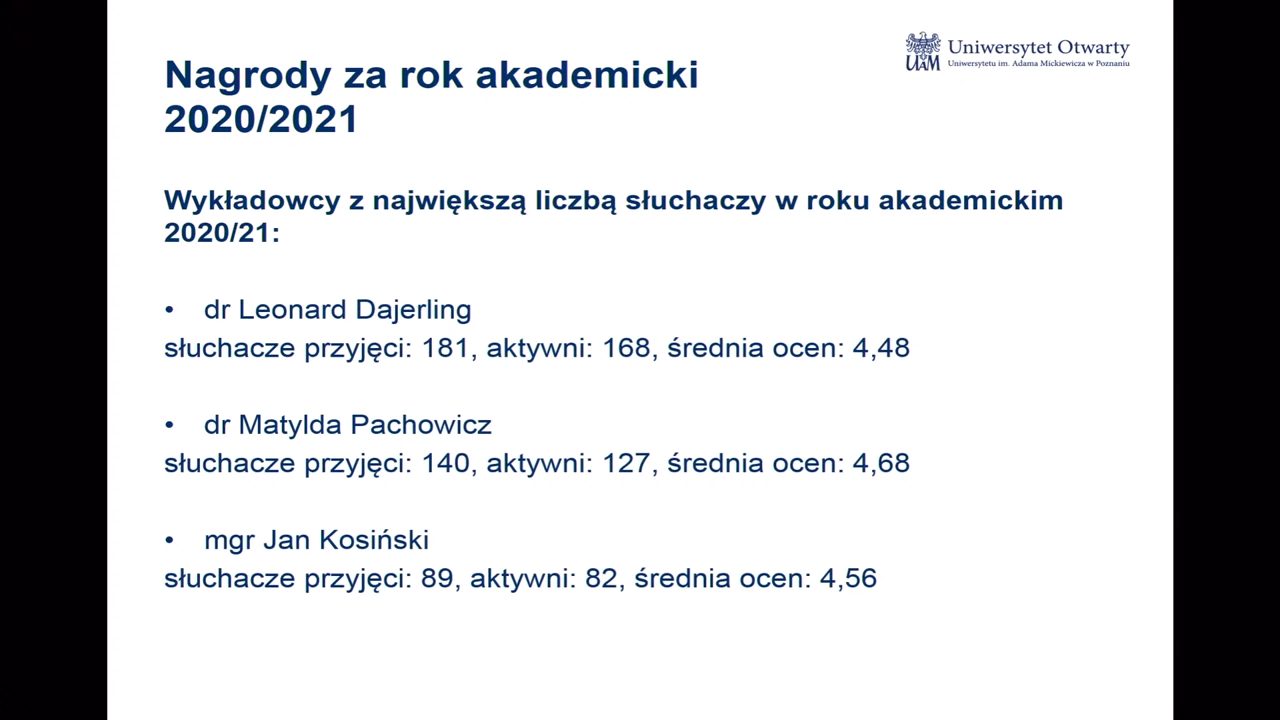 Uniwersytet Otwarty
UAM
Uniwersytetu im. Adama Mickiewicza w Poznaniu
Nagrody za rok akademicki
2020/2021
Wykładowcy z największą liczbą słuchaczy w roku akademickim
2020/21:
• dr Leonard Dajerling
słuchacze przyjęci: 181, aktywni: 168, średnia ocen: 4,48
• dr Matylda Pachowicz
słuchacze przyjęci: 140, aktywni: 127, średnia ocen: 4,68
• mgr Jan Kosiński
słuchacze przyjęci: 89, aktywni: 82, średnia ocen: 4,56